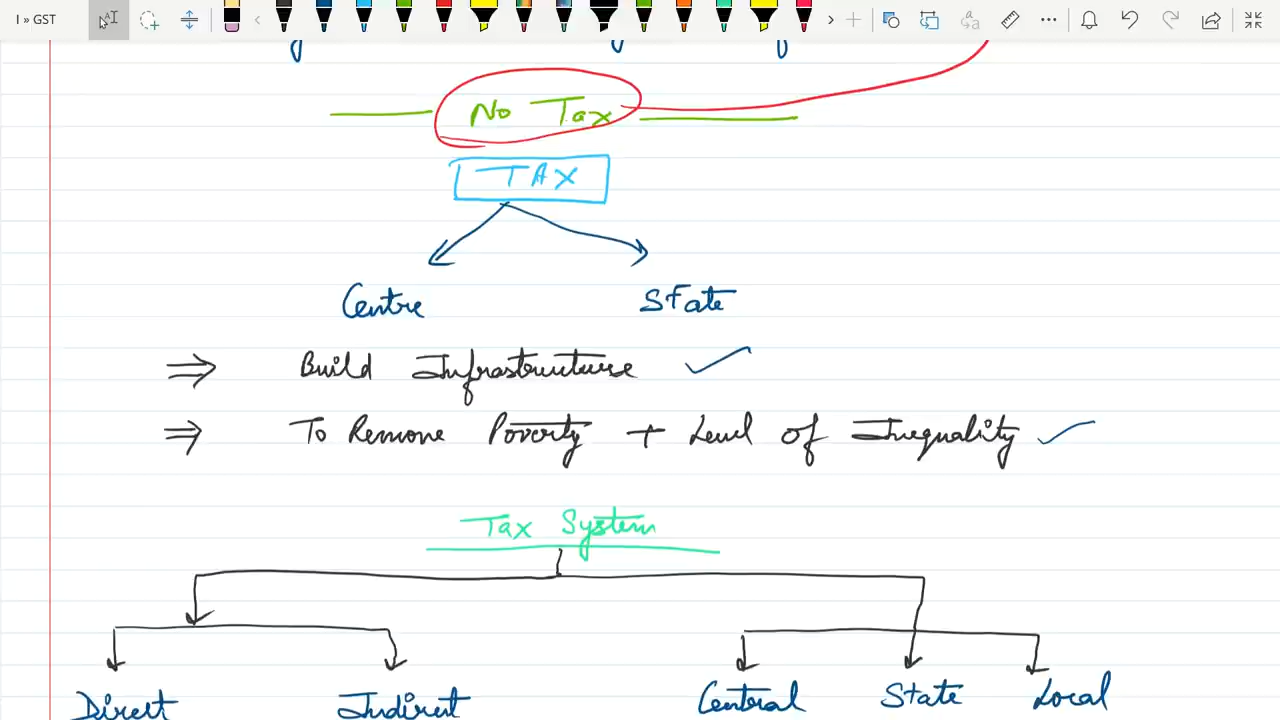 I » GST
No Tax
TAX
Centre State
⇒ Build Infrastructure ✓
⇒ To Remove Poverty + Level of Inequality ✓
Tax System
Direct Indirect Central State Local